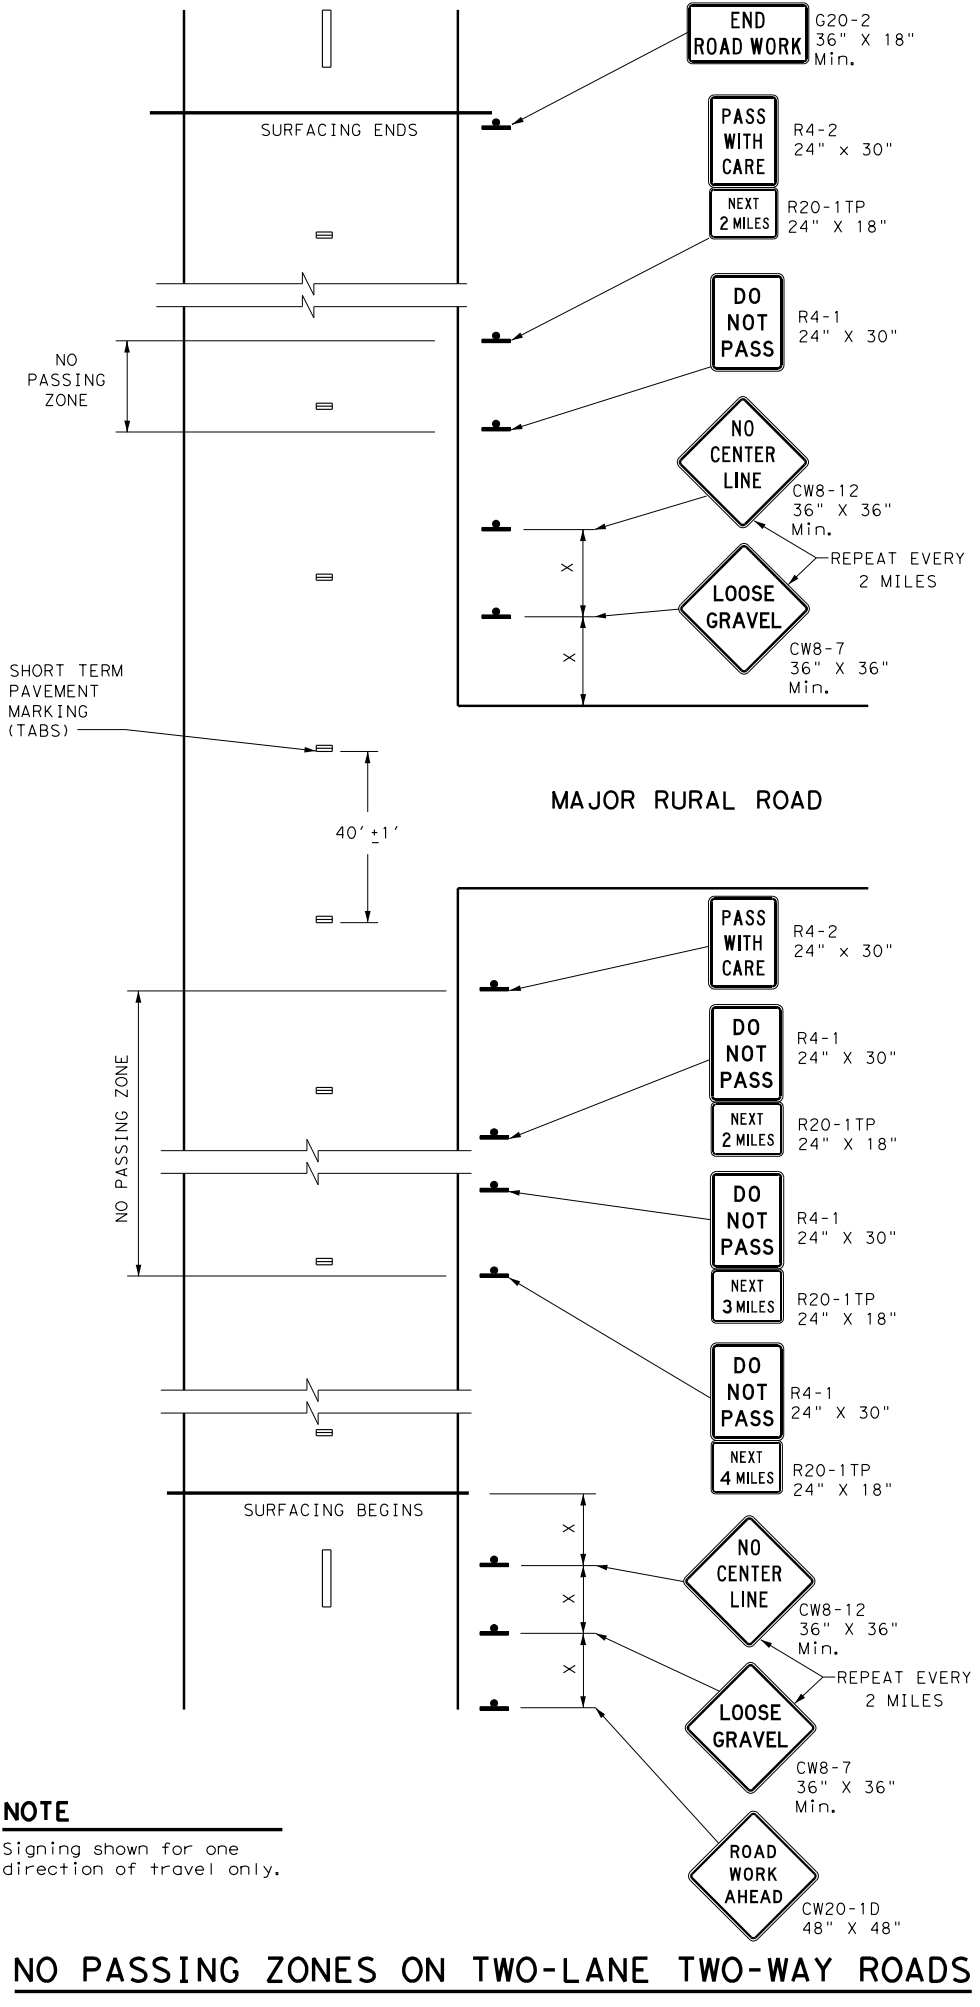 END
ROAD WORK
G20-2
36" X 18"
Min.
SURFACING ENDS
PASS
WITH
CARE
R4-2
24" x 30"
NEXT
2 MILES
R20-1TP
24" X 18"
DO
NOT
PASS
R4-1
24" X 30"
NO
PASSING
ZONE
NO
CENTER
LINE
CW8-12
36" X 36"
Min.
X
REPEAT EVERY
2 MILES
LOOSE
GRAVEL
X
CW8-7
36" X 36"
Min.
SHORT TERM
PAVEMENT
MARKING
(TABS)
MAJOR RURAL ROAD
40' ±1'
PASS
WITH
CARE
R4-2
24" x 30"
NO PASSING ZONE
DO
NOT
PASS
R4-1
24" X 30"
NEXT
2 MILES
R20-1TP
24" X 18"
DO
NOT
PASS
R4-1
24" X 30"
NEXT
3 MILES
R20-1TP
24" X 18"
DO
NOT
PASS
R4-1
24" X 30"
NEXT
4 MILES
R20-1TP
24" X 18"
SURFACING BEGINS
X
NO
CENTER
LINE
X
CW8-12
36" X 36"
Min.
X
REPEAT EVERY
2 MILES
LOOSE
GRAVEL
CW8-7
36" X 36"
Min.
NOTE
Signing shown for one
direction of travel only.
ROAD
WORK
AHEAD
CW20-1D
48" X 48"
NO PASSING ZONES ON TWO-LANE TWO-WAY ROADS